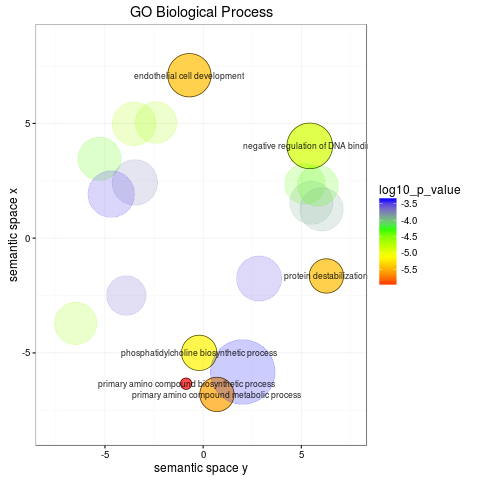 GO Biological Process
endothelial cell development
5
negative regulation of DNA bindi
log10_p_value
-3.5
-4.0
-4.5
-5.0
-5.5
semantic space x
0
protein destabilization
-5
phosphatidylcholine biosynthetic process
primary amino compound biosynthetic process
primary amino compound metabolic process
-5 0 5
semantic space y